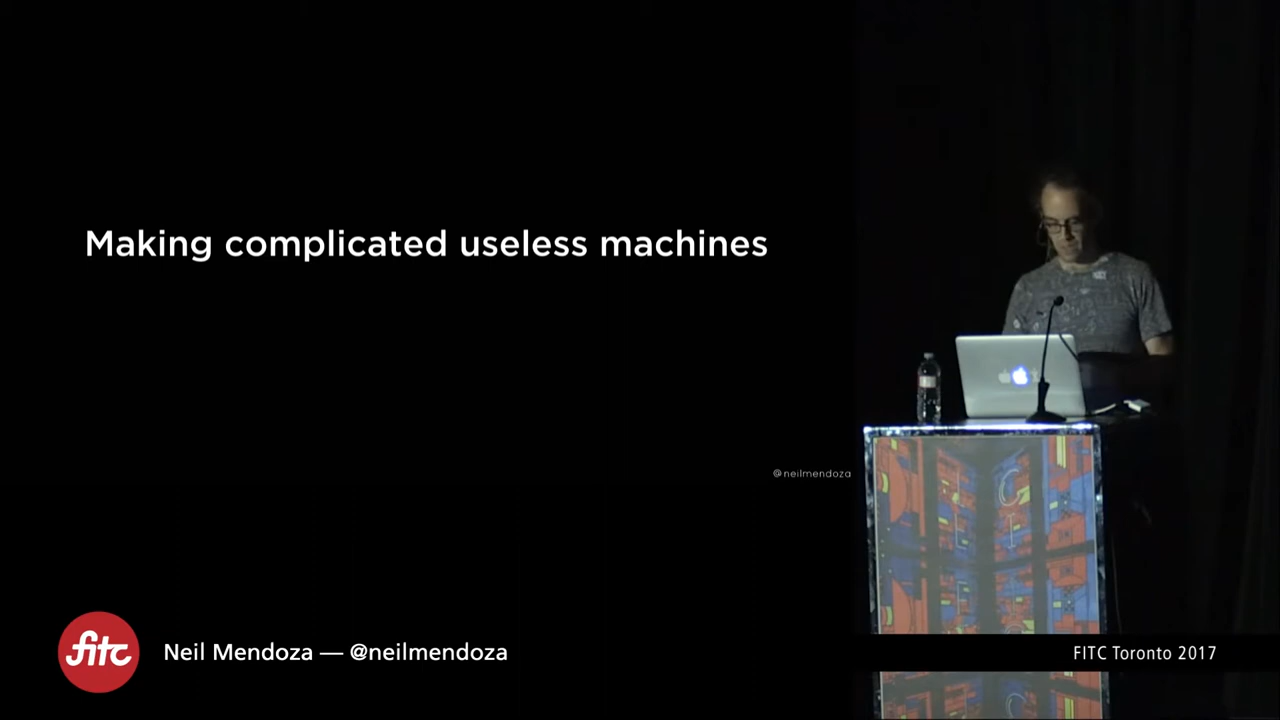 Making complicated useless machines
@neilmendoza
fitc
Neil Mendoza — @neilmendoza
FITC Toronto 2017